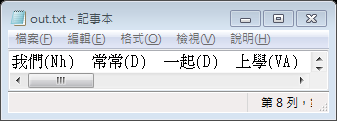 out.txt - 記事本
檔案(F) 編輯(E) 格式(O) 檢視(V) 說明(H)
我們(Nh) 常常(D) 一起(D) 上學(VA)
第 8 列，